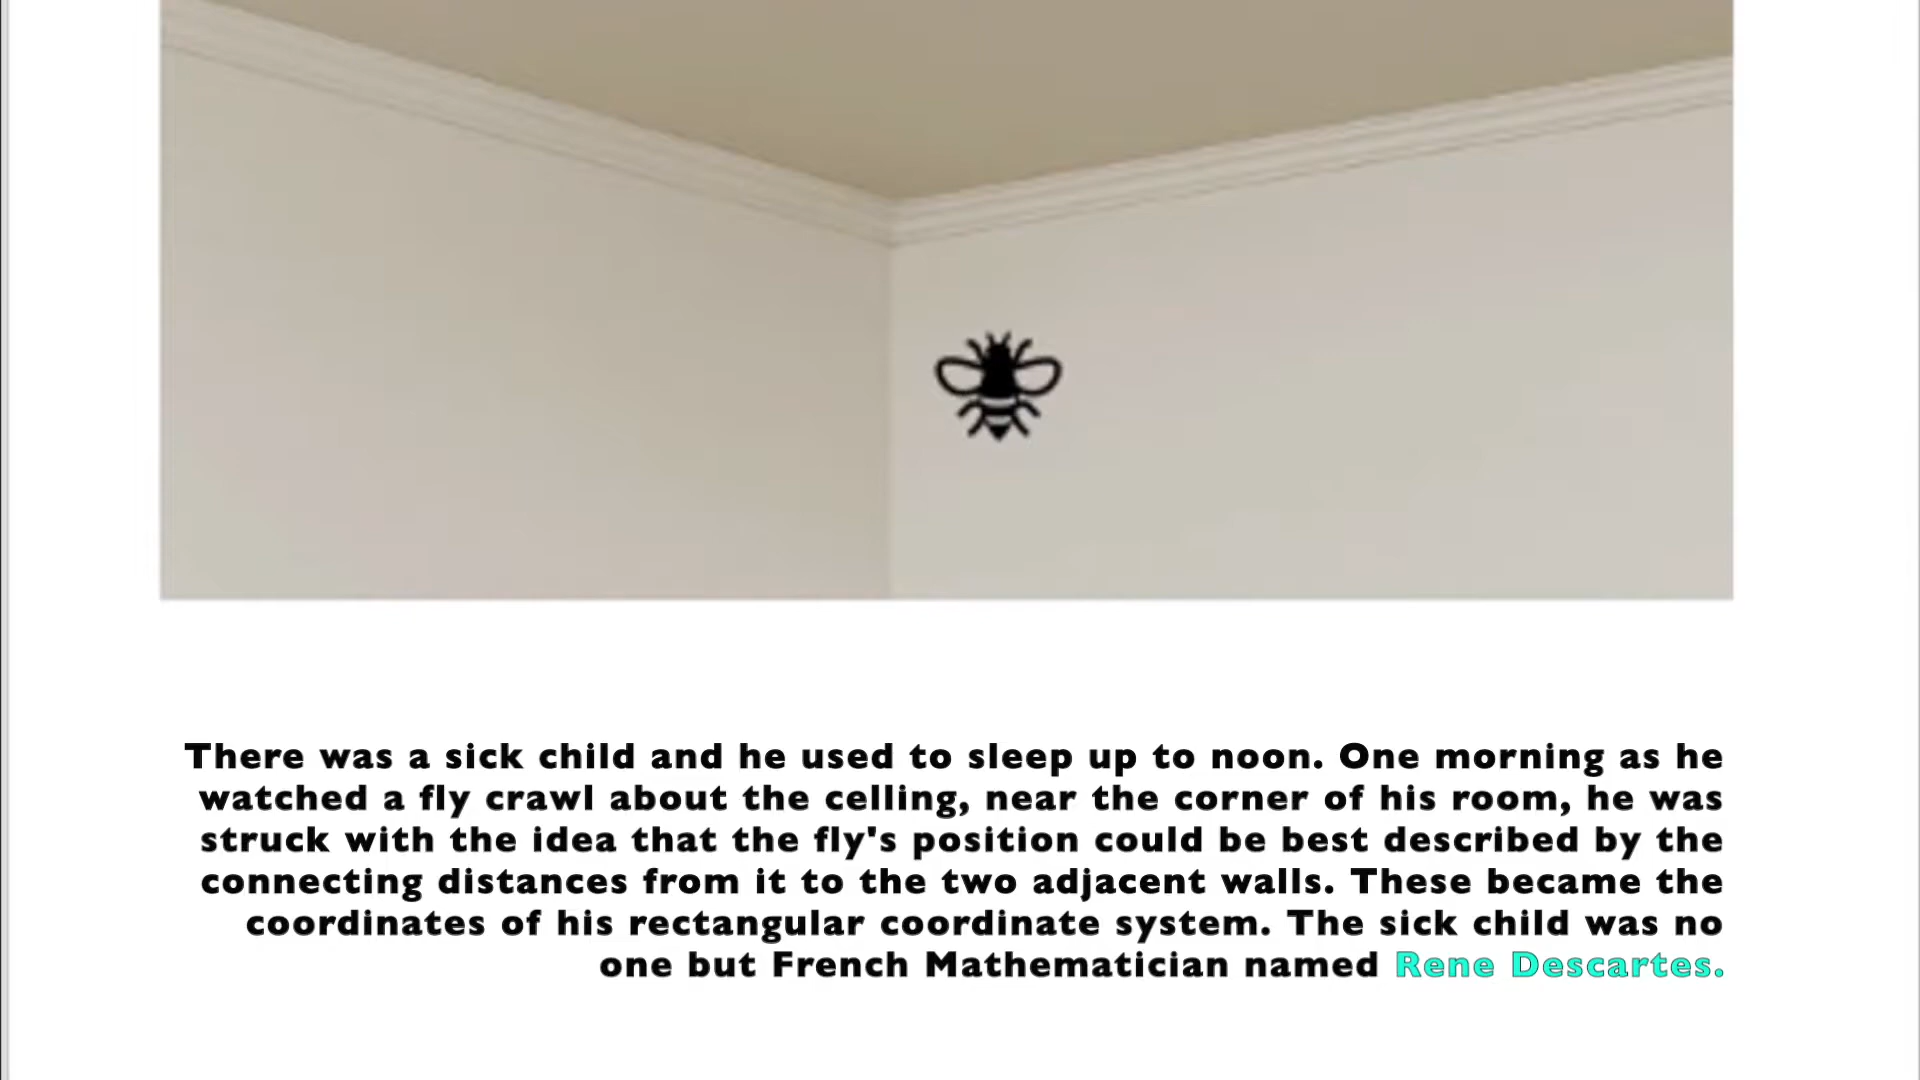 There was a sick child and he used to sleep up to noon. One morning as he
watched a fly crawl about the celling, near the corner of his room, he was
struck with the idea that the fly's position could be best described by the
connecting distances from it to the two adjacent walls. These became the
coordinates of his rectangular coordinate system. The sick child was no
one but French Mathematician named Rene Descartes.